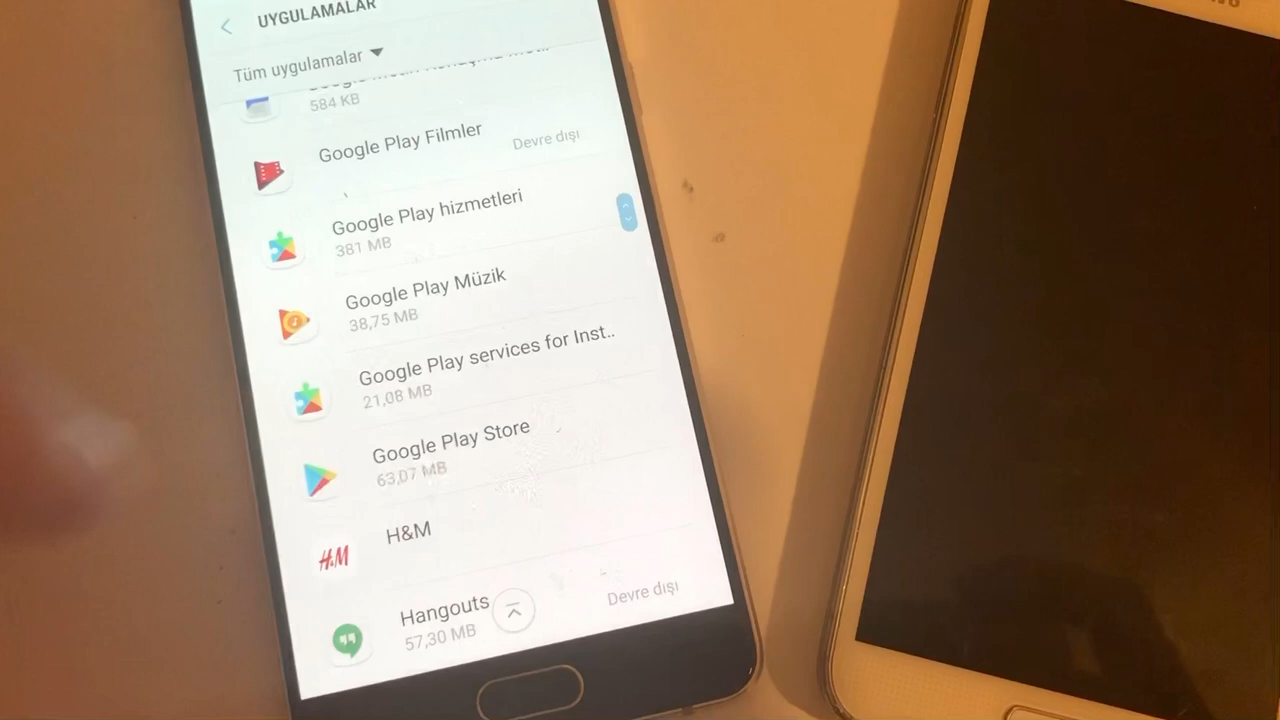 UYGULAMALAR
Tüm uygulamalar
584 KB
Google Play Filmler
Devre dışı
Google Play hizmetleri
381 MB
Google Play Müzik
38,75 MB
Google Play services for Inst..
21,08 MB
Google Play Store
63,07 MB
H&M
H&M
Hangouts
57,30 MB
Devre dışı